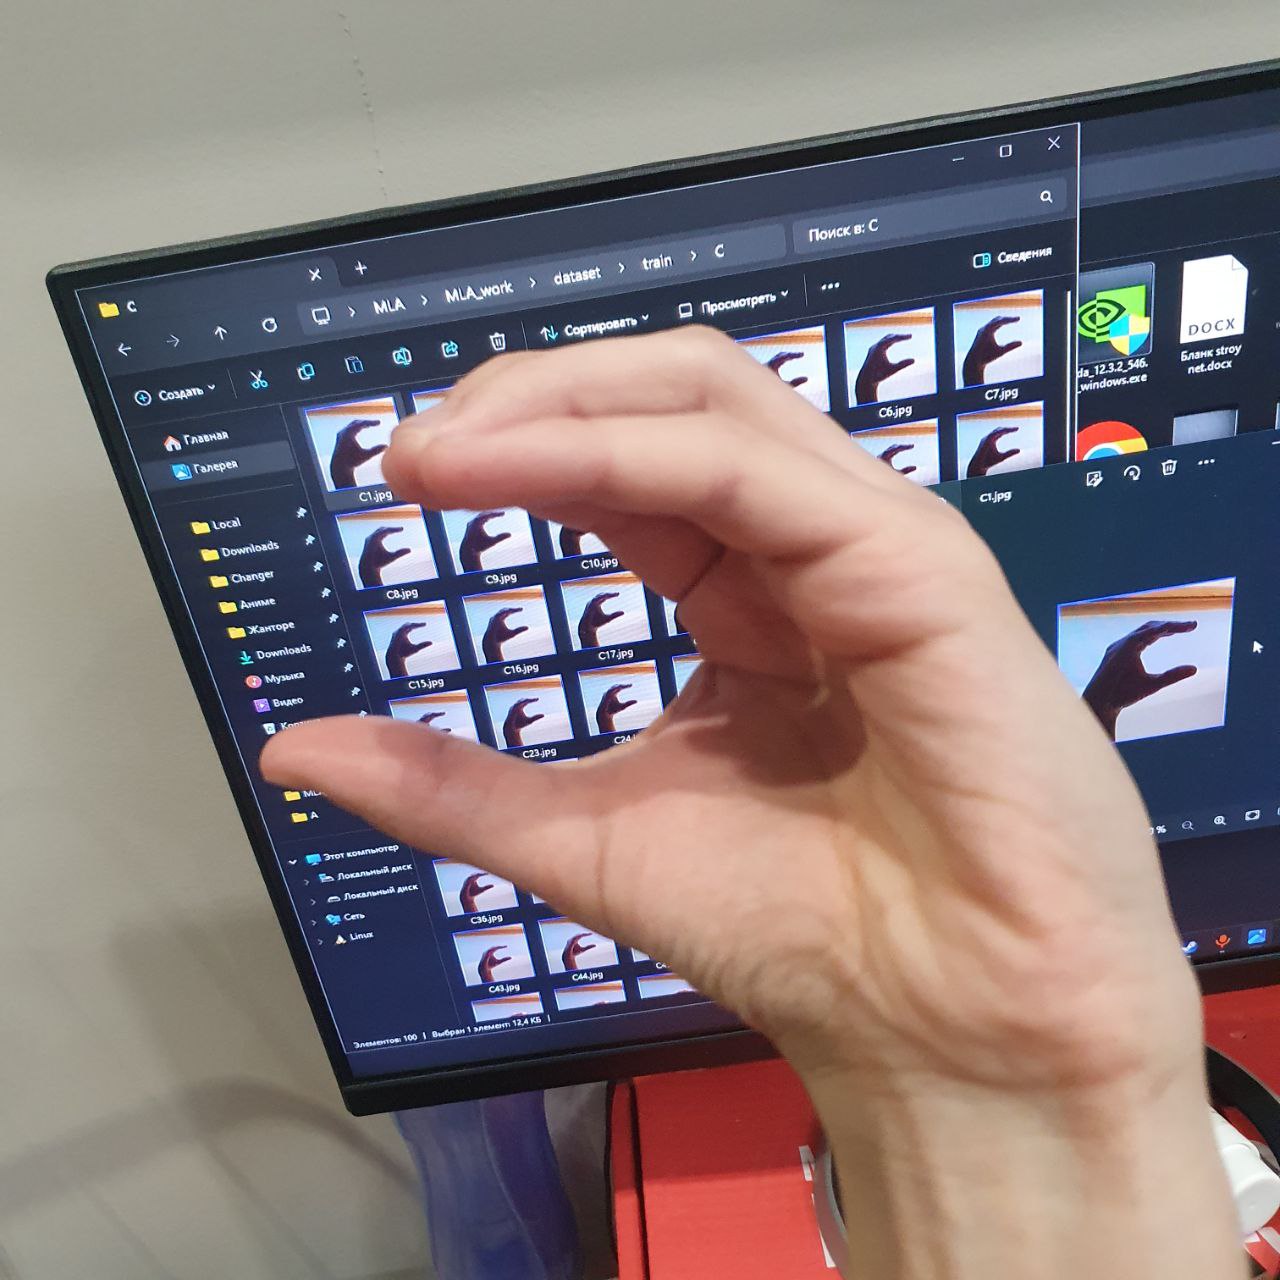 C
MLA > MLA_work > dataset > train > C
Поиск в: C
Создать
Сортировать
Просмотреть
Сведения
Главная
Галерея
Local
Downloads
Changer
Аниме
Жанторе
Downloads
Музыка
Видео
Этот компьютер
Локальный диск
Локальный диск
Сеть
Linux
A
C1.jpg
C6.jpg
C7.jpg
C8.jpg
C9.jpg
C10.jpg
C15.jpg
C16.jpg
C17.jpg
C23.jpg
C36.jpg
C43.jpg
C44.jpg
Элементов: 100 | Выбран 1 элемент: 12,4 КБ |
da_12.3.2_546.
_windows.exe
DOCX
Бланк stroy
net.docx
C1.jpg